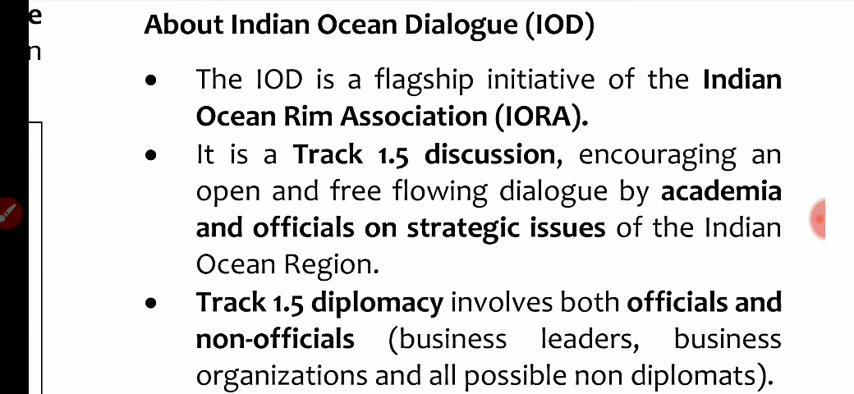 e
n
About Indian Ocean Dialogue (IOD)
• The IOD is a flagship initiative of the Indian
Ocean Rim Association (IORA).
• It is a Track 1.5 discussion, encouraging an
open and free flowing dialogue by academia
and officials on strategic issues of the Indian
Ocean Region.
• Track 1.5 diplomacy involves both officials and
non-officials (business leaders, business
organizations and all possible non diplomats).